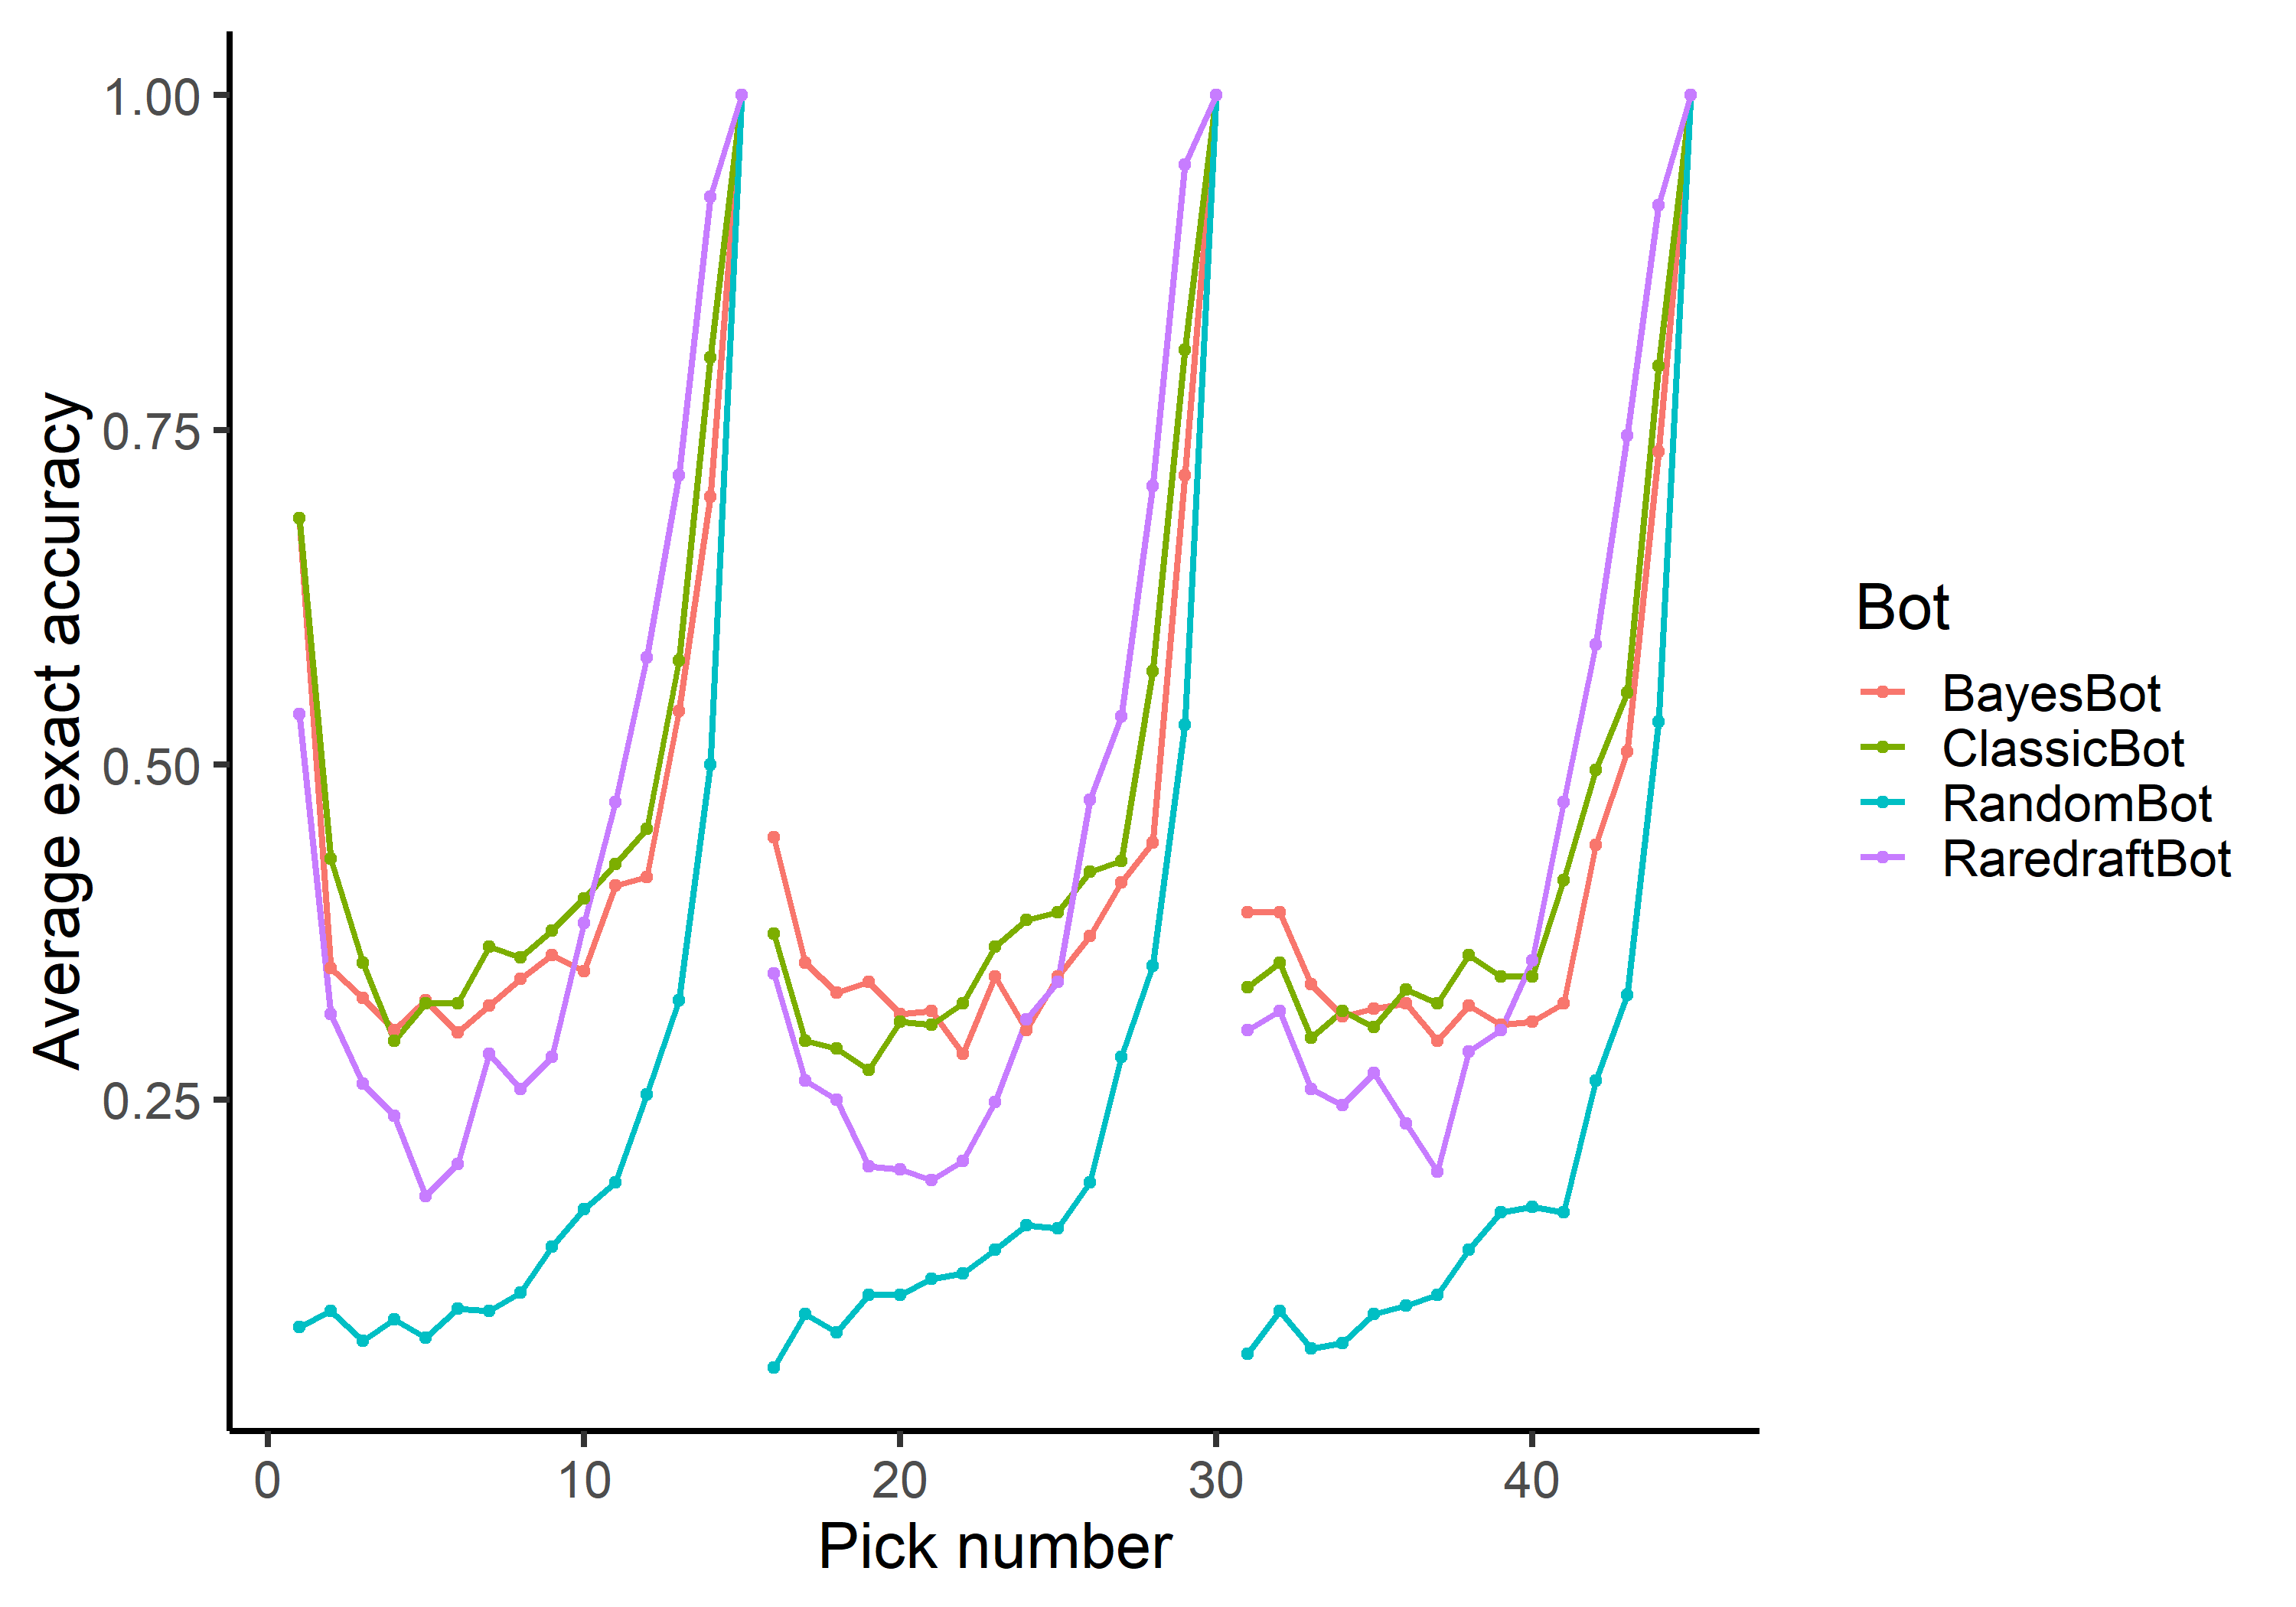 Average exact accuracy
1.00
0.75
0.50
0.25
0
10
20
30
40
Pick number
Bot
BayesBot
ClassicBot
RandomBot
RaredraftBot